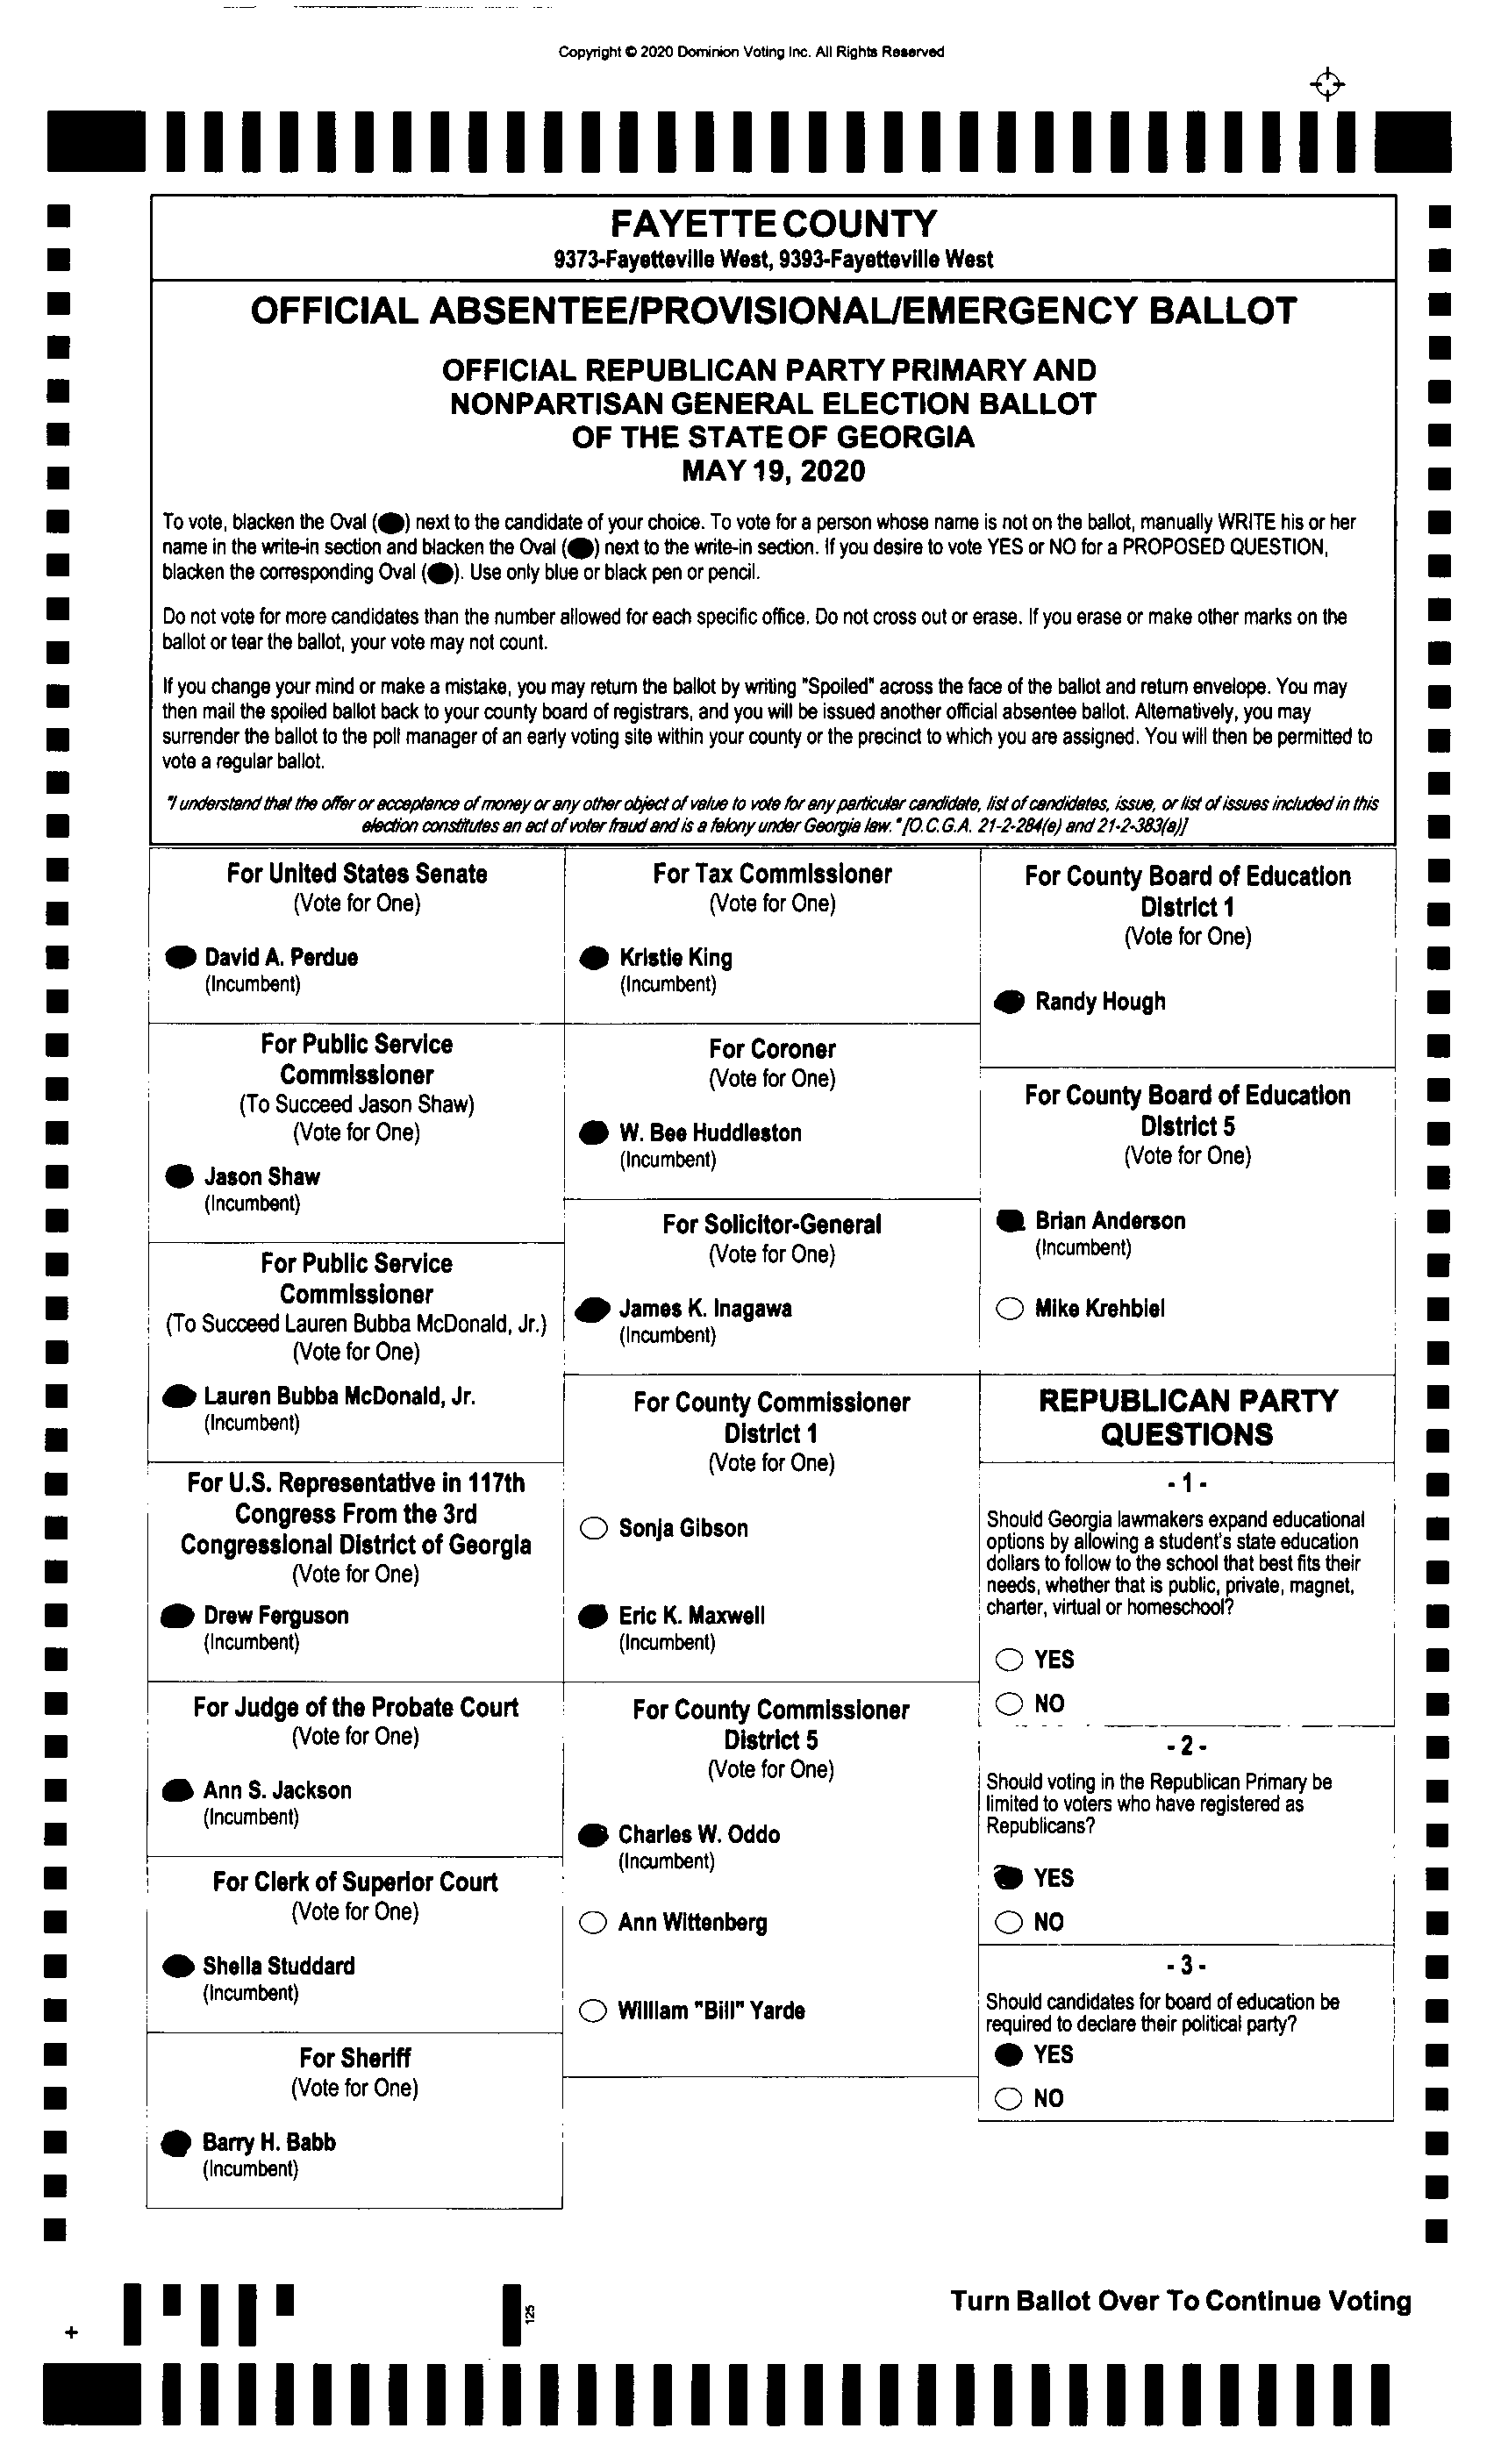 Copyright © 2020 Dominion Voting Inc. All Rights Reserved
FAYETTE COUNTY
9373-Fayetteville West, 9393-Fayetteville West
OFFICIAL ABSENTEE/PROVISIONAL/EMERGENCY BALLOT
OFFICIAL REPUBLICAN PARTY PRIMARY AND
NONPARTISAN GENERAL ELECTION BALLOT
OF THE STATE OF GEORGIA
MAY 19, 2020
To vote, blacken the Oval ( ) next to the candidate of your choice. To vote for a person whose name is not on the ballot, manually WRITE his or her
name in the write-in section and blacken the Oval ( ) next to the write-in section. If you desire to vote YES or NO for a PROPOSED QUESTION,
blacken the corresponding Oval ( ). Use only blue or black pen or pencil.
Do not vote for more candidates than the number allowed for each specific office. Do not cross out or erase. If you erase or make other marks on the
ballot or tear the ballot, your vote may not count.
If you change your mind or make a mistake, you may return the ballot by writing "Spoiled" across the face of the ballot and return envelope. You may
then mail the spoiled ballot back to your county board of registrars, and you will be issued another official absentee ballot. Alternatively, you may
surrender the ballot to the poll manager of an early voting site within your county or the precinct to which you are assigned. You will then be permitted to
vote a regular ballot.
"I understand that the offer or acceptance of money or any other object of value to vote for any particular candidate, list of candidates, issue, or list of issues included in this
election constitutes an act of voter fraud and is a felony under Georgia law." [O.C.G.A. 21-2-284(e) and 21-2-383(a)]
For United States Senate
(Vote for One)
David A. Perdue
(Incumbent)
For Public Service
Commissioner
(To Succeed Jason Shaw)
(Vote for One)
Jason Shaw
(Incumbent)
For Public Service
Commissioner
(To Succeed Lauren Bubba McDonald, Jr.)
(Vote for One)
Lauren Bubba McDonald, Jr.
(Incumbent)
For U.S. Representative in 117th
Congress From the 3rd
Congressional District of Georgia
(Vote for One)
Drew Ferguson
(Incumbent)
For Judge of the Probate Court
(Vote for One)
Ann S. Jackson
(Incumbent)
For Clerk of Superior Court
(Vote for One)
Sheila Studdard
(Incumbent)
For Sheriff
(Vote for One)
Barry H. Babb
(Incumbent)
For Tax Commissioner
(Vote for One)
Kristie King
(Incumbent)
For Coroner
(Vote for One)
W. Bee Huddleston
(Incumbent)
For Solicitor-General
(Vote for One)
James K. Inagawa
(Incumbent)
For County Commissioner
District 1
(Vote for One)
Sonja Gibson
Eric K. Maxwell
(Incumbent)
For County Commissioner
District 5
(Vote for One)
Charles W. Oddo
(Incumbent)
Ann Wittenberg
William "Bill" Yarde
For County Board of Education
District 1
(Vote for One)
Randy Hough
For County Board of Education
District 5
(Vote for One)
Brian Anderson
(Incumbent)
Mike Krehbiel
REPUBLICAN PARTY
QUESTIONS
- 1 -
Should Georgia lawmakers expand educational
options by allowing a student's state education
dollars to follow to the school that best fits their
needs, whether that is public, private, magnet,
charter, virtual or homeschool?
YES
NO
- 2 -
Should voting in the Republican Primary be
limited to voters who have registered as
Republicans?
YES
NO
- 3 -
Should candidates for board of education be
required to declare their political party?
YES
NO
125
Turn Ballot Over To Continue Voting